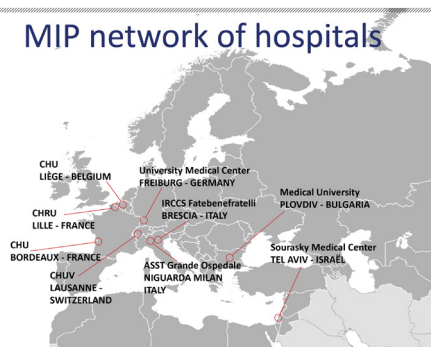 MIP network of hospitals
CHU
LIÈGE - BELGIUM
University Medical Center
FREIBURG - GERMANY
IRCCS Fatebenefratelli
BRESCIA - ITALY
Medical University
PLOVDIV - BULGARIA
CHRU
LILLE - FRANCE
CHU
BORDEAUX - FRANCE
Sourasky Medical Center
TEL AVIV - ISRAËL
CHUV
LAUSANNE -
SWITZERLAND
ASST Grande Ospedale
NIGUARDA MILAN
ITALY